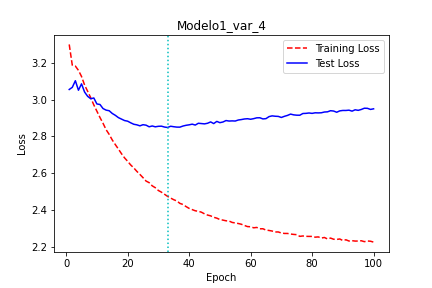 Modelo1_var_4
Training Loss
Test Loss
3.2
3.0
2.8
2.6
2.4
2.2
Loss
0 20 40 60 80 100
Epoch